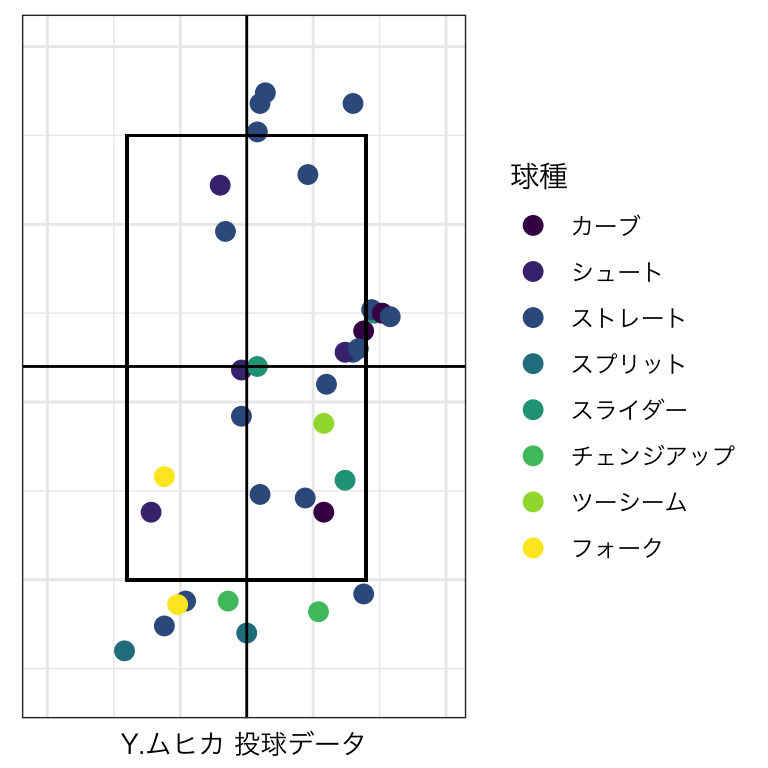 球種
カーブ
シュート
ストレート
スプリット
スライダー
チェンジアップ
ツーシーム
フォーク
Y.ムヒカ 投球データ